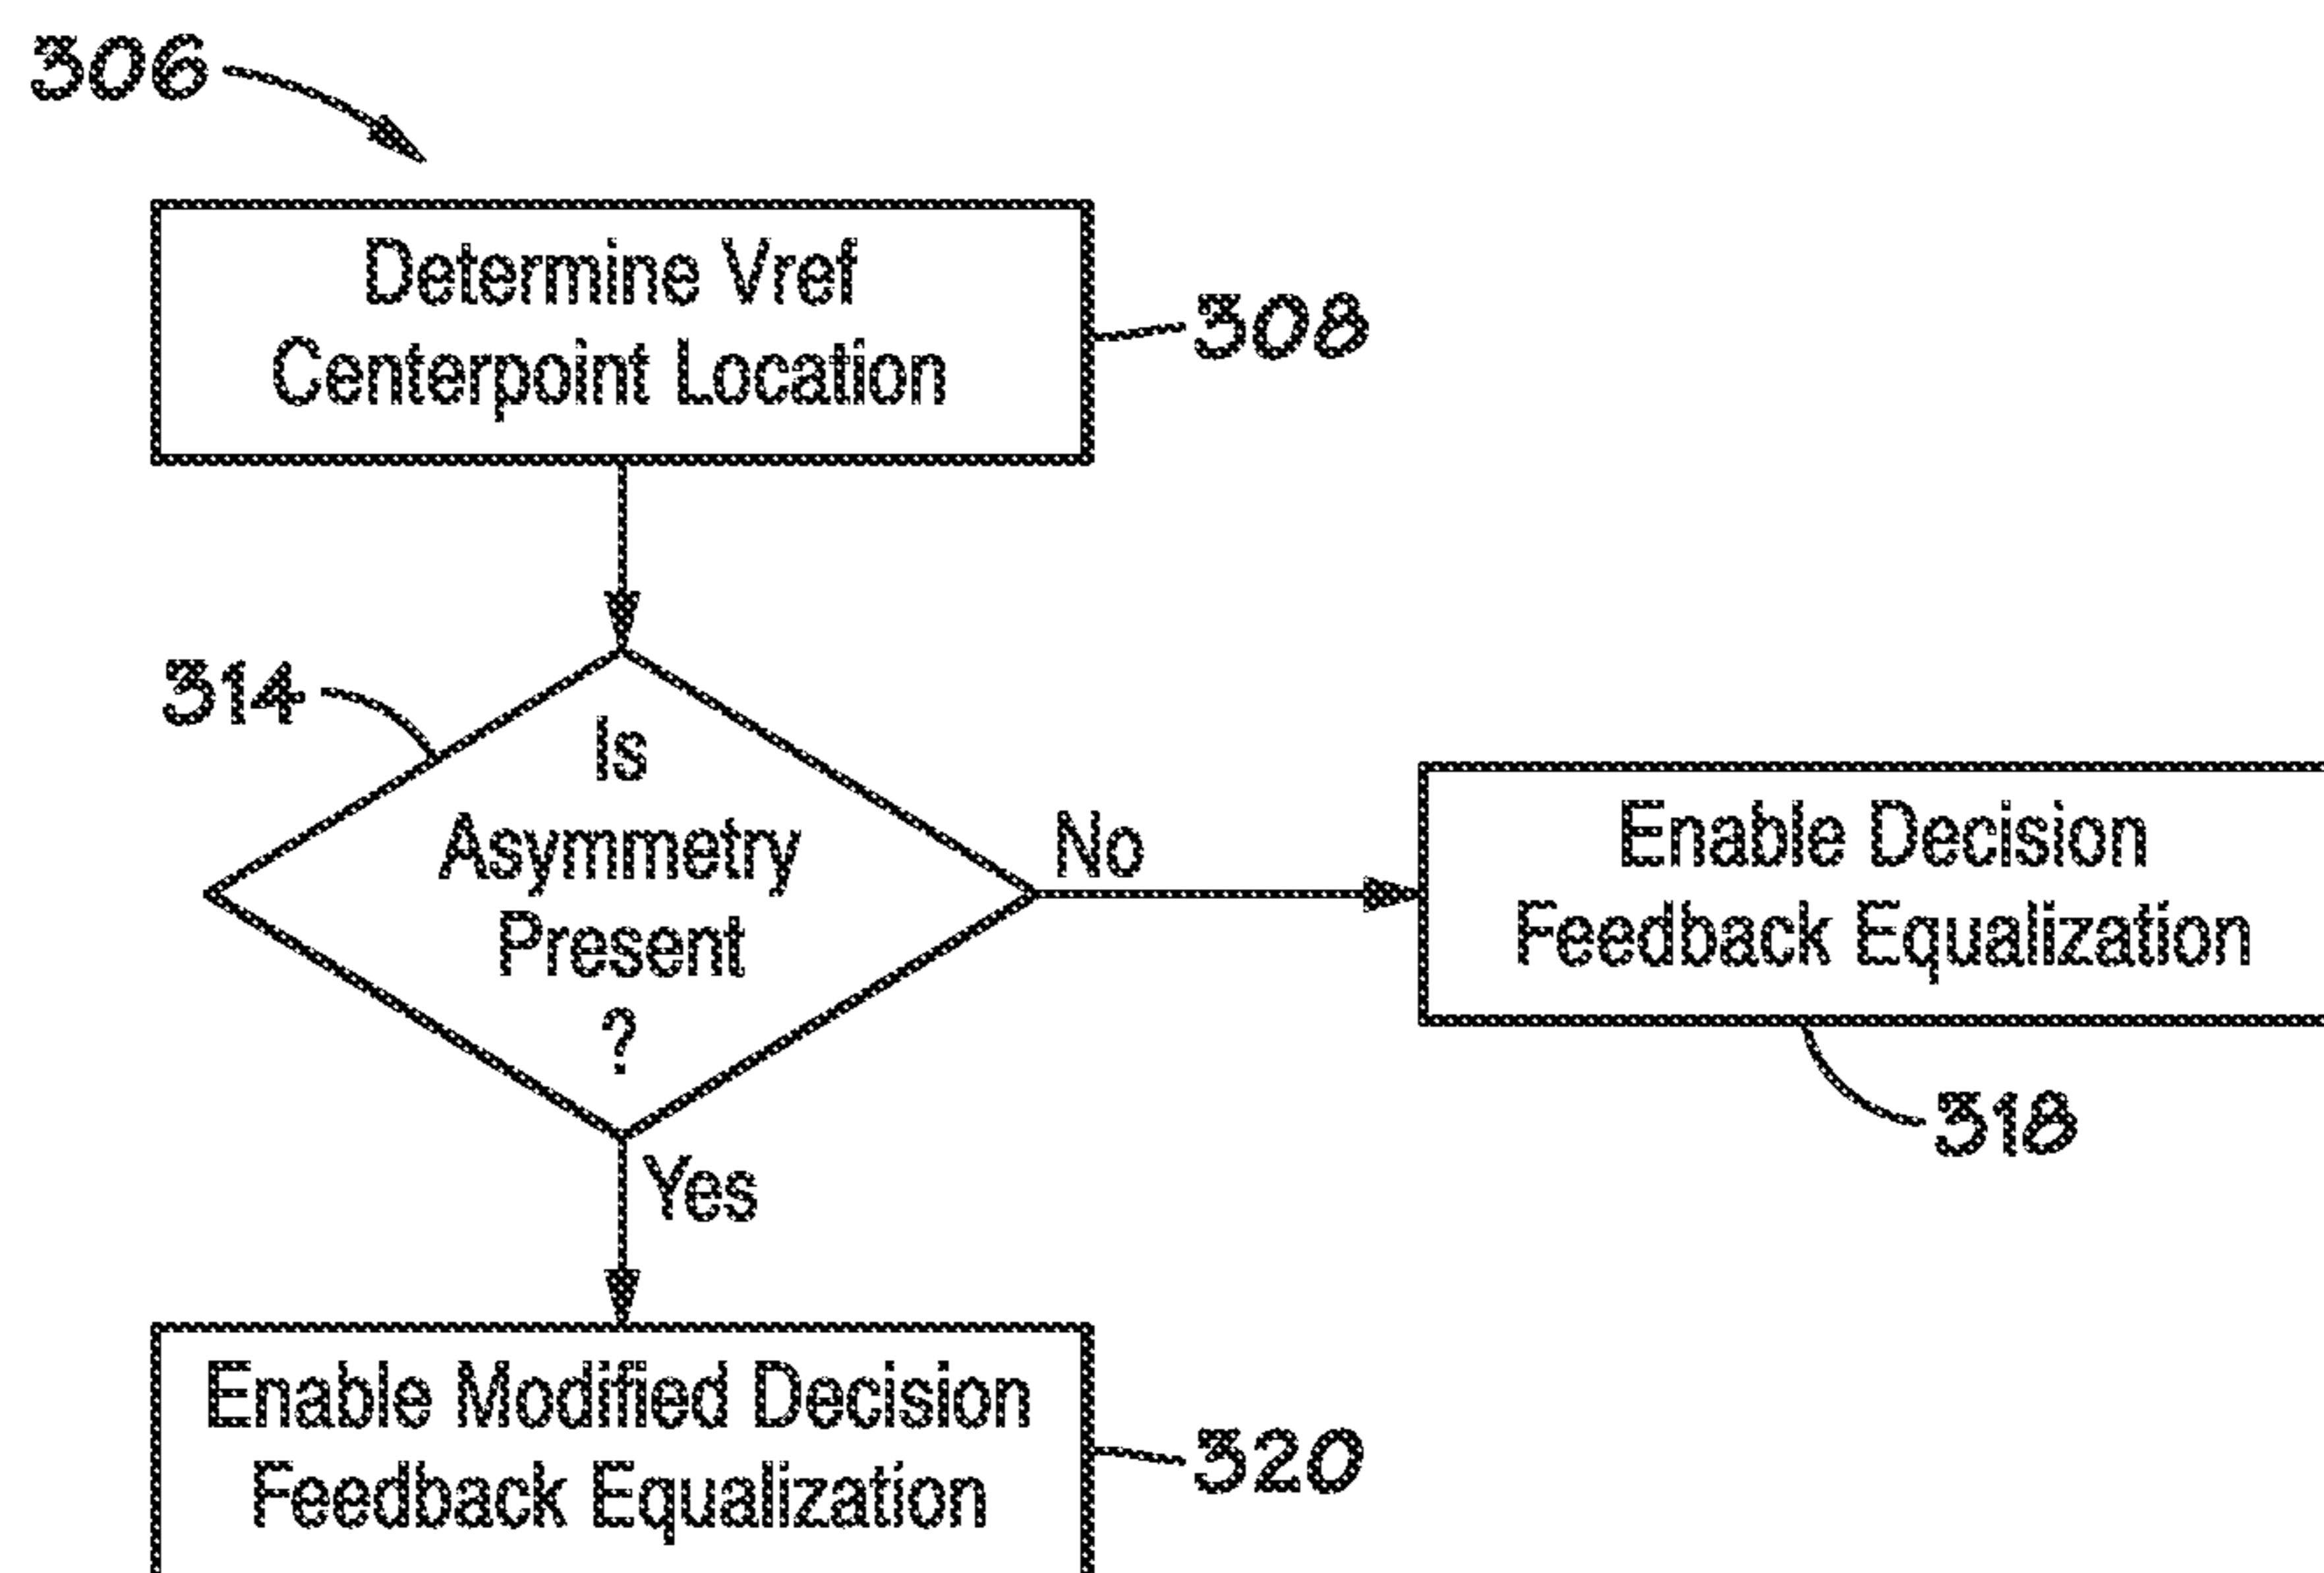 306
Determine Vref
Centerpoint Location
308
314
Is
Asymmetry
Present
?
No
Enable Decision
Feedback Equalization
318
Yes
Enable Modified Decision
Feedback Equalization
320